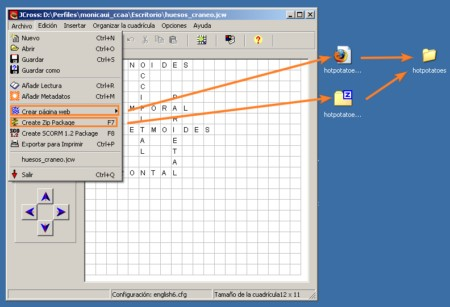 JCross: D:\Perfiles\monicaui_ccaa\Escritorio\huesos_craneo.jcw
Archivo Edición Insertar Organizar la cuadrícula Opciones Ayuda
Nuevo Ctrl+N
Abrir Ctrl+O
Guardar Ctrl+S
Guardar como
Añadir Lectura Ctrl+R
Añadir Metadatos Ctrl+M
Crear página web
Create Zip Package F7
Create SCORM 1.2 Package F8
Exportar para Imprimir Ctrl+P
huesos_craneo.jcw
Salir Ctrl+Q
N O I D E S
C
C
I P
M P O R A L
I R
E T M O I D E S
A E
L T
A
O N T A L
Configuración: english6.cfg Tamaño de la cuadrícula12 x 11
hotpotatoe...
hotpotatoes
hotpotatoe...